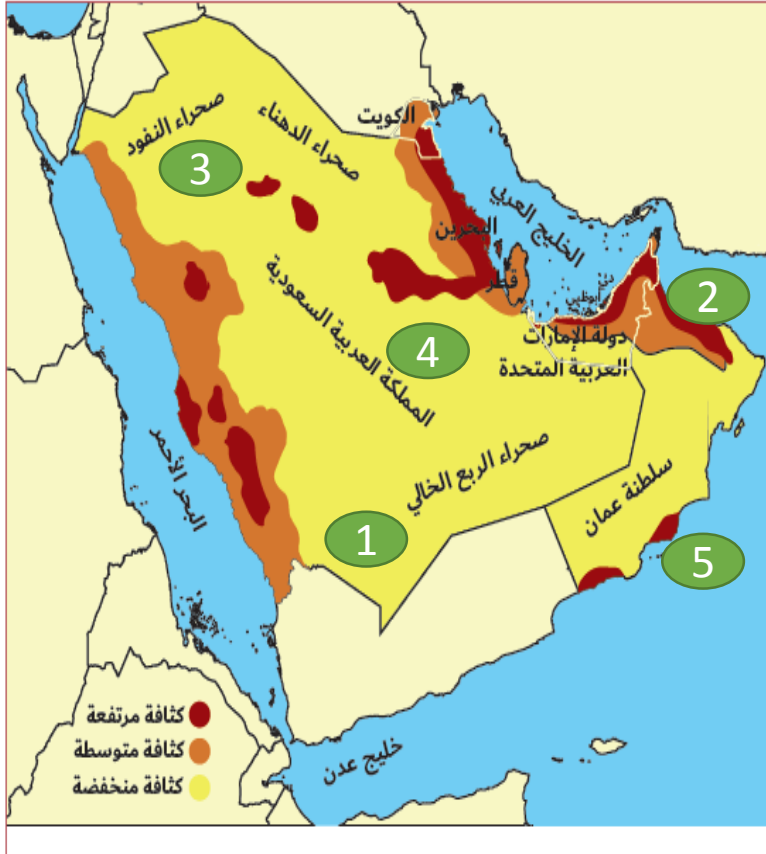 الكويت
صحراء النفود
صحراء الدهناء
3
الخليج العربي
البحرين
قطر
دبي
أبوظبي
2
دولة الإمارات
العربية المتحدة
المملكة العربية السعودية
4
البحر الأحمر
صحراء الربع الخالي
سلطنة عمان
1
5
كثافة مرتفعة
كثافة متوسطة
كثافة منخفضة
خليج عدن